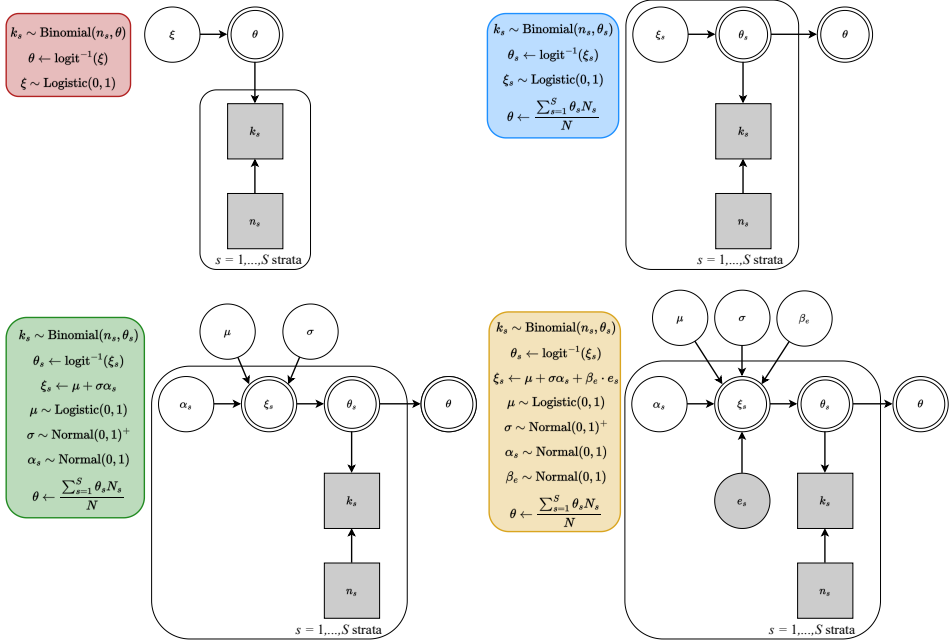 k_s ∼ Binomial(n_s, θ)
θ ← logit⁻¹(ξ)
ξ ∼ Logistic(0, 1)
ξ
θ
k_s
n_s
s = 1,...,S strata
k_s ∼ Binomial(n_s, θ_s)
θ_s ← logit⁻¹(ξ_s)
ξ_s ∼ Logistic(0, 1)
θ ← \frac{∑_{s=1}^{S} θ_s N_s}{N}
ξ_s
θ_s
θ
k_s
n_s
s = 1,...,S strata
k_s ∼ Binomial(n_s, θ_s)
θ_s ← logit⁻¹(ξ_s)
ξ_s ← μ + σα_s
μ ∼ Logistic(0, 1)
σ ∼ Normal(0, 1)⁺
α_s ∼ Normal(0, 1)
θ ← \frac{∑_{s=1}^{S} θ_s N_s}{N}
μ
σ
α_s
ξ_s
θ_s
θ
k_s
n_s
s = 1,...,S strata
k_s ∼ Binomial(n_s, θ_s)
θ_s ← logit⁻¹(ξ_s)
ξ_s ← μ + σα_s + β_e · e_s
μ ∼ Logistic(0, 1)
σ ∼ Normal(0, 1)⁺
α_s ∼ Normal(0, 1)
β_e ∼ Normal(0, 1)
θ ← \frac{∑_{s=1}^{S} θ_s N_s}{N}
μ
σ
β_e
α_s
ξ_s
θ_s
θ
e_s
k_s
n_s
s = 1,...,S strata